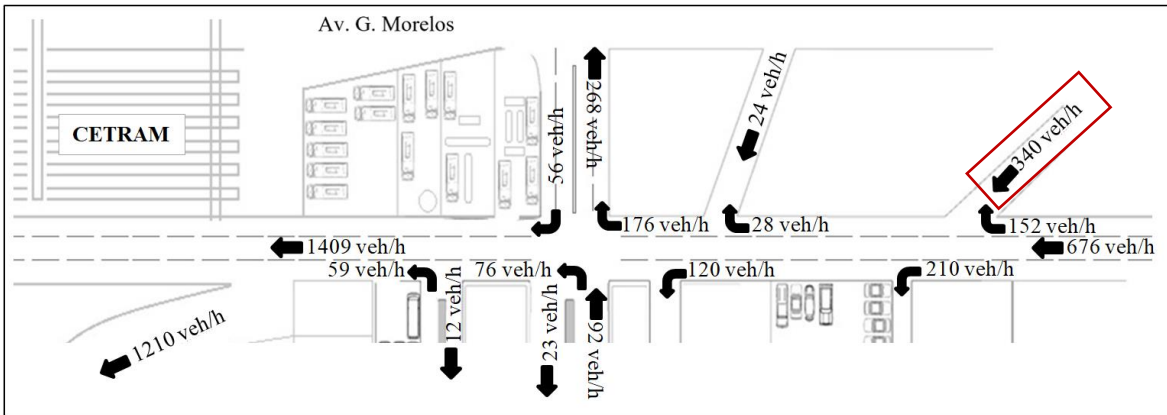 Av. G. Morelos
CETRAM
56 veh/h
268 veh/h
24 veh/h
340 veh/h
176 veh/h
28 veh/h
152 veh/h
1409 veh/h
676 veh/h
59 veh/h
76 veh/h
120 veh/h
210 veh/h
1210 veh/h
12 veh/h
23 veh/h
92 veh/h